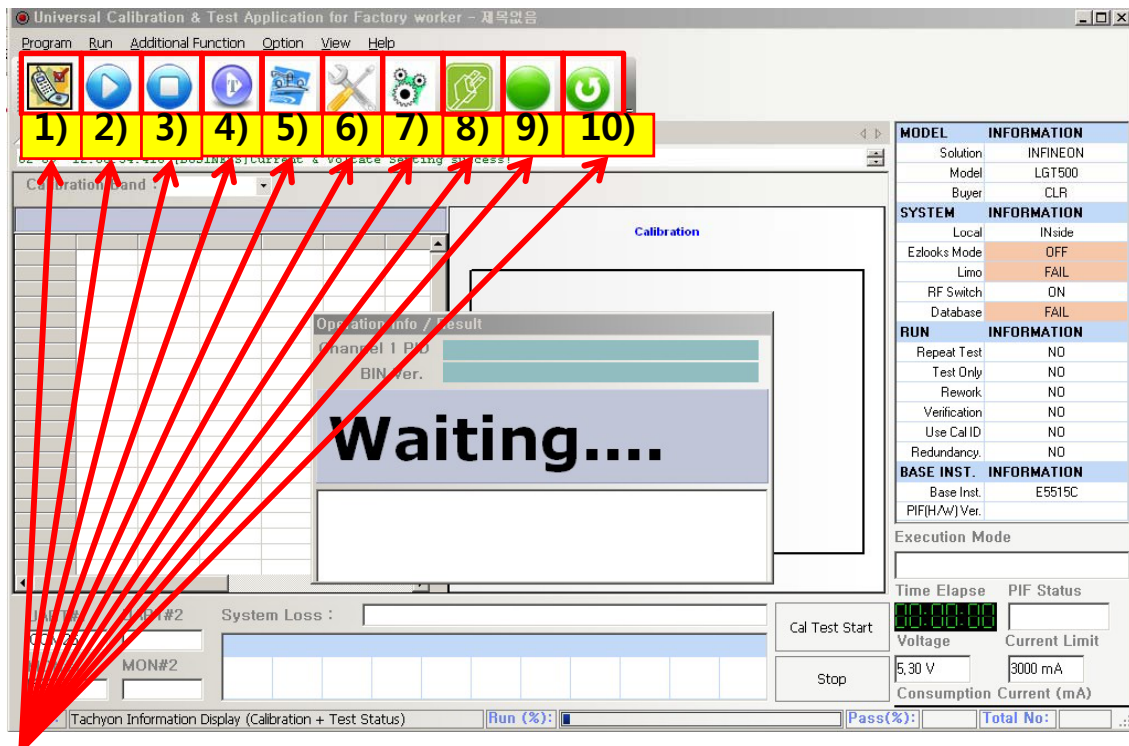 Universal Calibration & Test Application for Factory worker - 제목없음
Program Run Additional Function Option View Help
T
1) 2) 3) 4) 5) 6) 7) 8) 9) 10)
Current & Voltate Setting success!
Calibration Band :
Calibration
Operation Info / Result
Channel 1 PID
BIN Ver.
Waiting....
MODEL INFORMATION
Solution INFINEON
Model LGT500
Buyer CLR
SYSTEM INFORMATION
Local INside
Ezlooks Mode OFF
Limo FAIL
RF Switch ON
Database FAIL
RUN INFORMATION
Repeat Test NO
Test Only NO
Rework NO
Verification NO
Use Cal ID NO
Redundancy. NO
BASE INST. INFORMATION
Base Inst. E5515C
PIF(H/W) Ver.
Execution Mode
Time Elapse PIF Status
00:00:00
Voltage Current Limit
5,30 V 3000 mA
Consumption Current (mA)
UART#2 System Loss :
MON#2
Cal Test Start
Stop
Tachyon Information Display (Calibration + Test Status) Run (%): Pass(%): Total No: